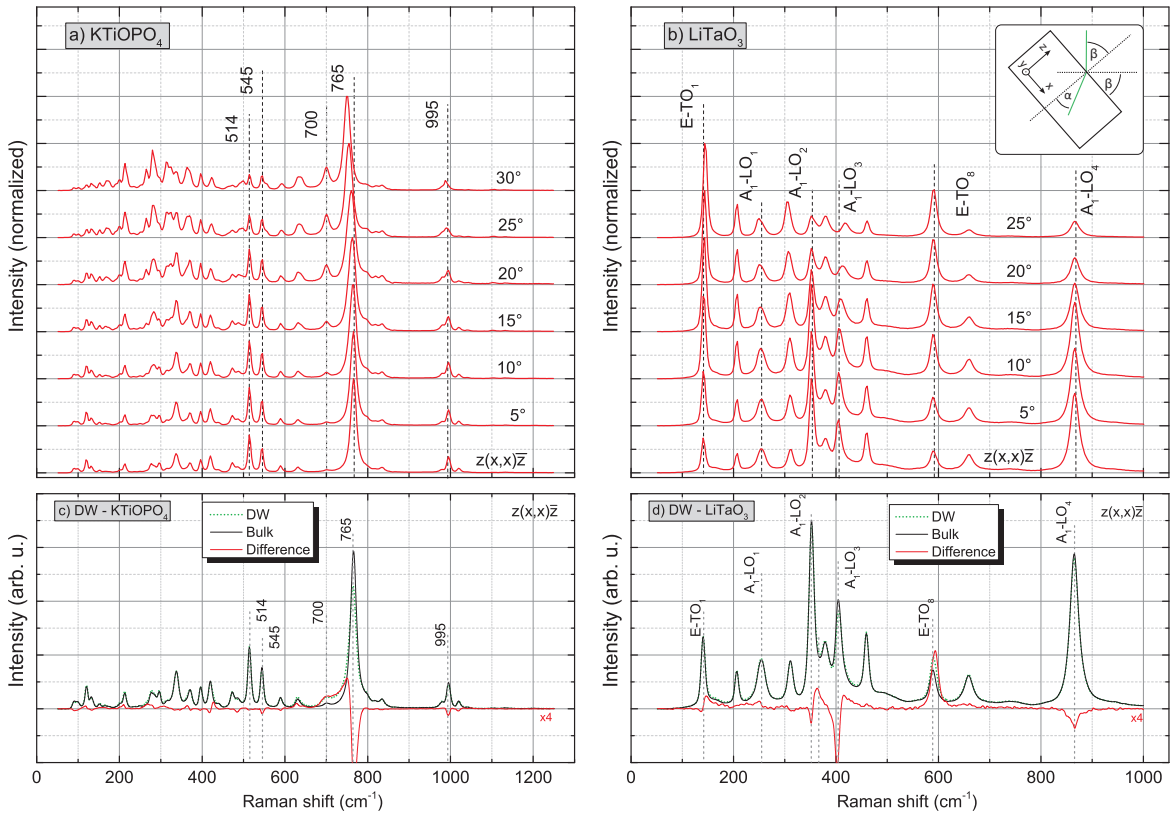 a) KTiOPO₄
545
765
514
700
995
30°
25°
20°
15°
10°
5°
z(x,x)z̅
Intensity (normalized)
b) LiTaO₃
E-TO₁
A₁-LO₁
A₁-LO₂
A₁-LO₃
E-TO₈
A₁-LO₄
z
y
x
β
β
α
25°
20°
15°
10°
5°
z(x,x)z̅
Intensity (normalized)
c) DW - KTiOPO₄
DW
Bulk
Difference
765
z(x,x)z̅
514
545
700
995
x4
Intensity (arb. u.)
0 200 400 600 800 1000 1200
Raman shift (cm⁻¹)
d) DW - LiTaO₃
DW
Bulk
Difference
z(x,x)z̅
E-TO₁
A₁-LO₁
A₁-LO₂
A₁-LO₃
E-TO₈
A₁-LO₄
x4
Intensity (arb. u.)
0 200 400 600 800 1000
Raman shift (cm⁻¹)